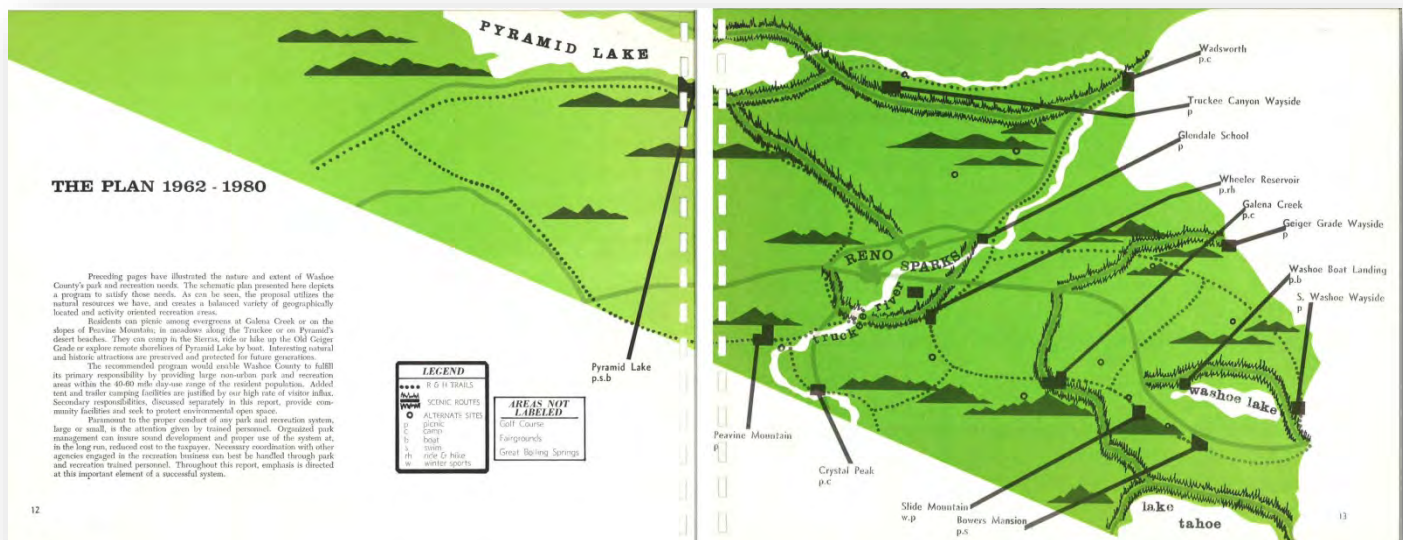 THE PLAN 1962 - 1980
Preceding pages have illustrated the nature and extent of Washoe
County's park and recreation needs. The schematic plan presented here depicts
a program to satisfy these needs. As can be seen, the proposal utilizes the
natural resources we have, and creates a balanced variety of geographically
located and activity oriented recreation areas.
Residents can picnic among evergreens at Galena Creek or on the
slopes of Peavine Mountain; in meadows along the Truckee or on Pyramid's
desert beaches. They can camp in the Sierras, ride or hike up the Old Geiger
Grade or explore remote shorelines of Pyramid Lake by boat. Interesting natural
and historic attractions are preserved and protected for future generations.
The recommended program would enable Washoe County to fulfill
its primary responsibility by providing large non-urban park and recreation
areas within the 40-60 mile day-use range of the resident population. Added
tent and trailer camping facilities are justified by our high rate of visitor influx.
Secondary responsibilities, discussed separately in this report, provide com-
munity facilities and seek to protect environmental open space.
Paramount to the proper conduct of any park and recreation system,
large or small, is the attention given by trained personnel. Organized park
management can insure sound development and proper use of the system at,
in the long run, reduced cost to the taxpayer. Necessary coordination with other
agencies engaged in the recreation business can best be handled through park
and recreation trained personnel. Throughout this report, emphasis is directed
at this important element of a successful system.
12
PYRAMID LAKE
LEGEND
R & H TRAILS
SCENIC ROUTES
ALTERNATE SITES
p picnic
c camp
b boat
s swim
rh ride & hike
w winter sports
AREAS NOT
LABELED
Golf Course
Fairgrounds
Great Boiling Springs
Pyramid Lake
p.s.b
Wadsworth
p.c
Truckee Canyon Wayside
p
Glendale School
p
Wheeler Reservoir
p.rh
Galena Creek
p.c
Geiger Grade Wayside
p
Washoe Boat Landing
p.b
S. Washoe Wayside
p
RENO SPARKS
truckee river
washoe lake
Peavine Mountain
p
Crystal Peak
p.c
Slide Mountain
w.p
Bowers Mansion
p.s
lake
tahoe
13